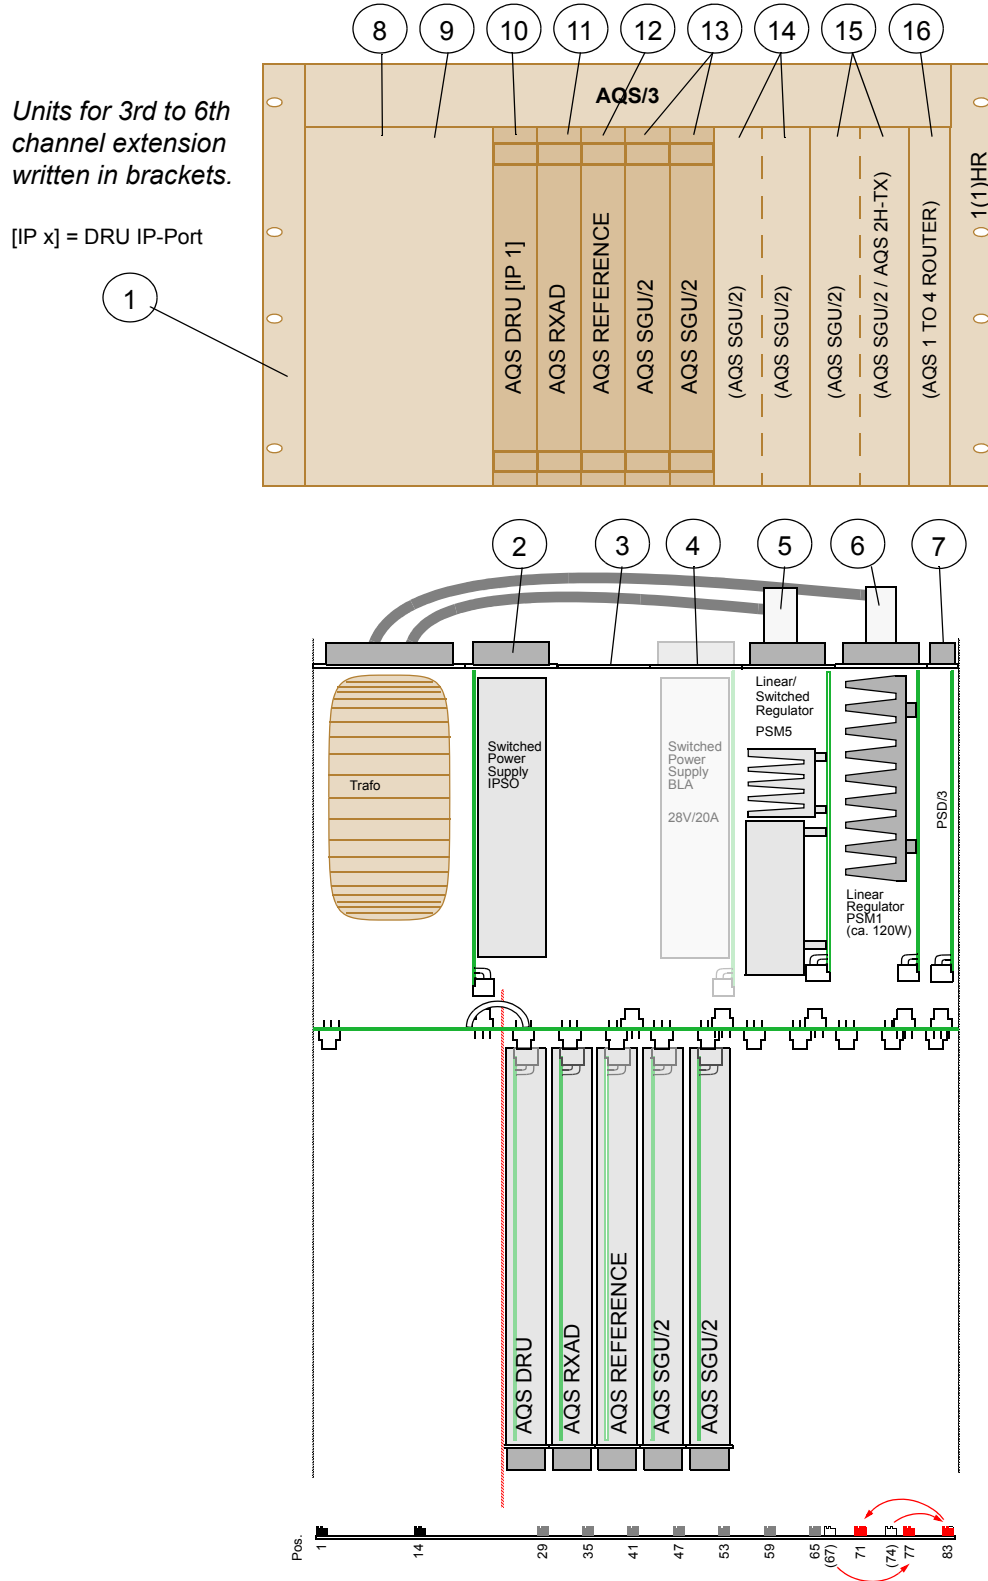 8 9 10 11 12 13 14 15 16
AQS/3
Units for 3rd to 6th
channel extension
written in brackets.
[IP x] = DRU IP-Port
1
AQS DRU [IP 1]
AQS RXAD
AQS REFERENCE
AQS SGU/2
AQS SGU/2
(AQS SGU/2)
(AQS SGU/2)
(AQS SGU/2)
(AQS SGU/2 / AQS 2H-TX)
(AQS 1 TO 4 ROUTER)
1(1)HR
2 3 4 5 6 7
Trafo
Switched
Power
Supply
IPSO
Switched
Power
Supply
BLA
28V/20A
Linear/
Switched
Regulator
PSM5
Linear
Regulator
PSM1
(ca. 120W)
PSD/3
AQS DRU
AQS RXAD
AQS REFERENCE
AQS SGU/2
AQS SGU/2
Pos.
1
14
29
35
41
47
53
59
65
(67)
71
(74)
77
83